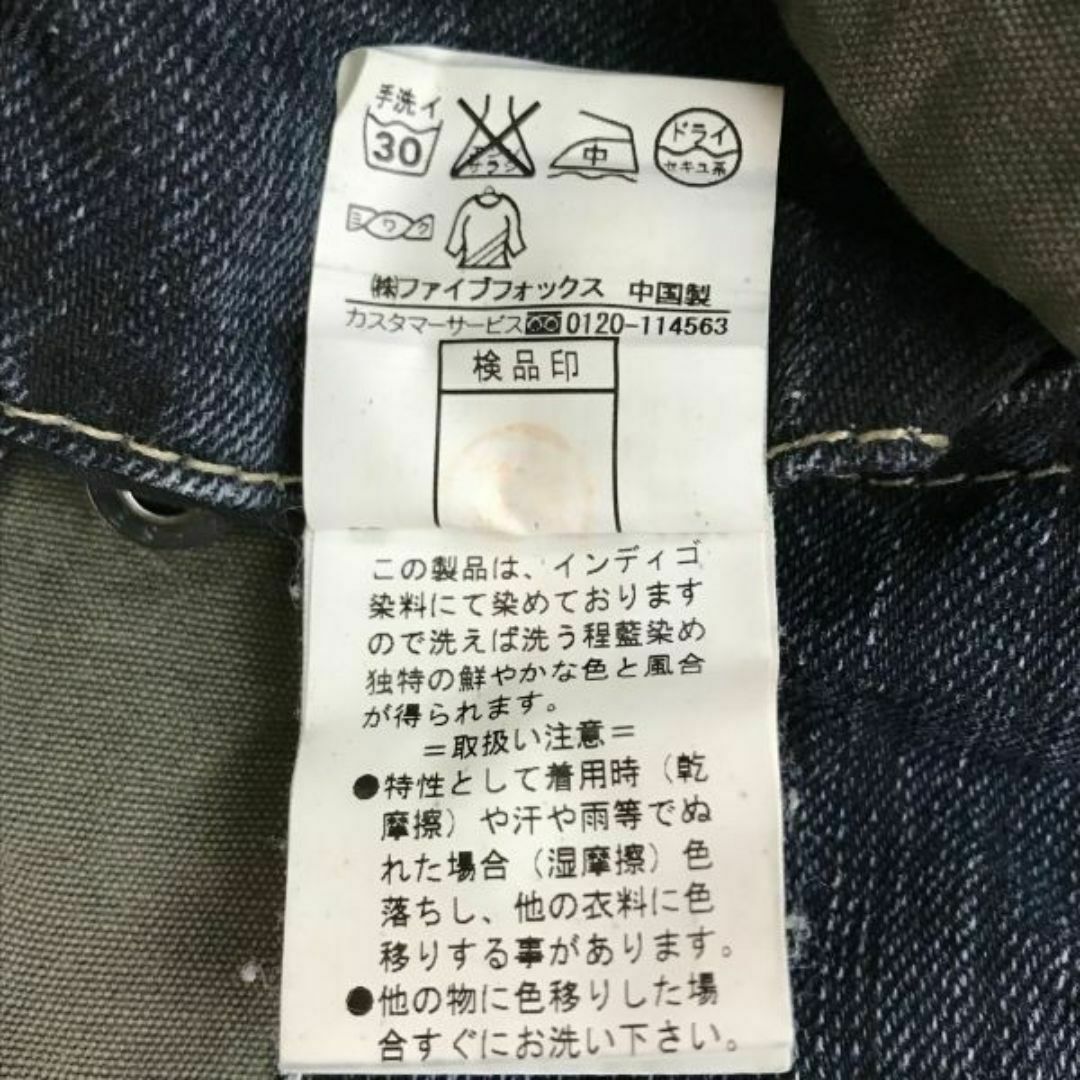 手洗イ
30
エンソ
サラシ
中
ドライ
セキユ系
ミワク
㈱ファイブフォックス 中国製
カスタマーサービス 0120-114563
検品印
この製品は、インディゴ
染料にて染めております
ので洗えば洗う程藍染め
独特の鮮やかな色と風合
が得られます。
=取扱い注意=
●特性として着用時（乾
摩擦）や汗や雨等でぬ
れた場合（湿摩擦）色
落ちし、他の衣料に色
移りする事があります。
●他の物に色移りした場
合すぐにお洗い下さい。